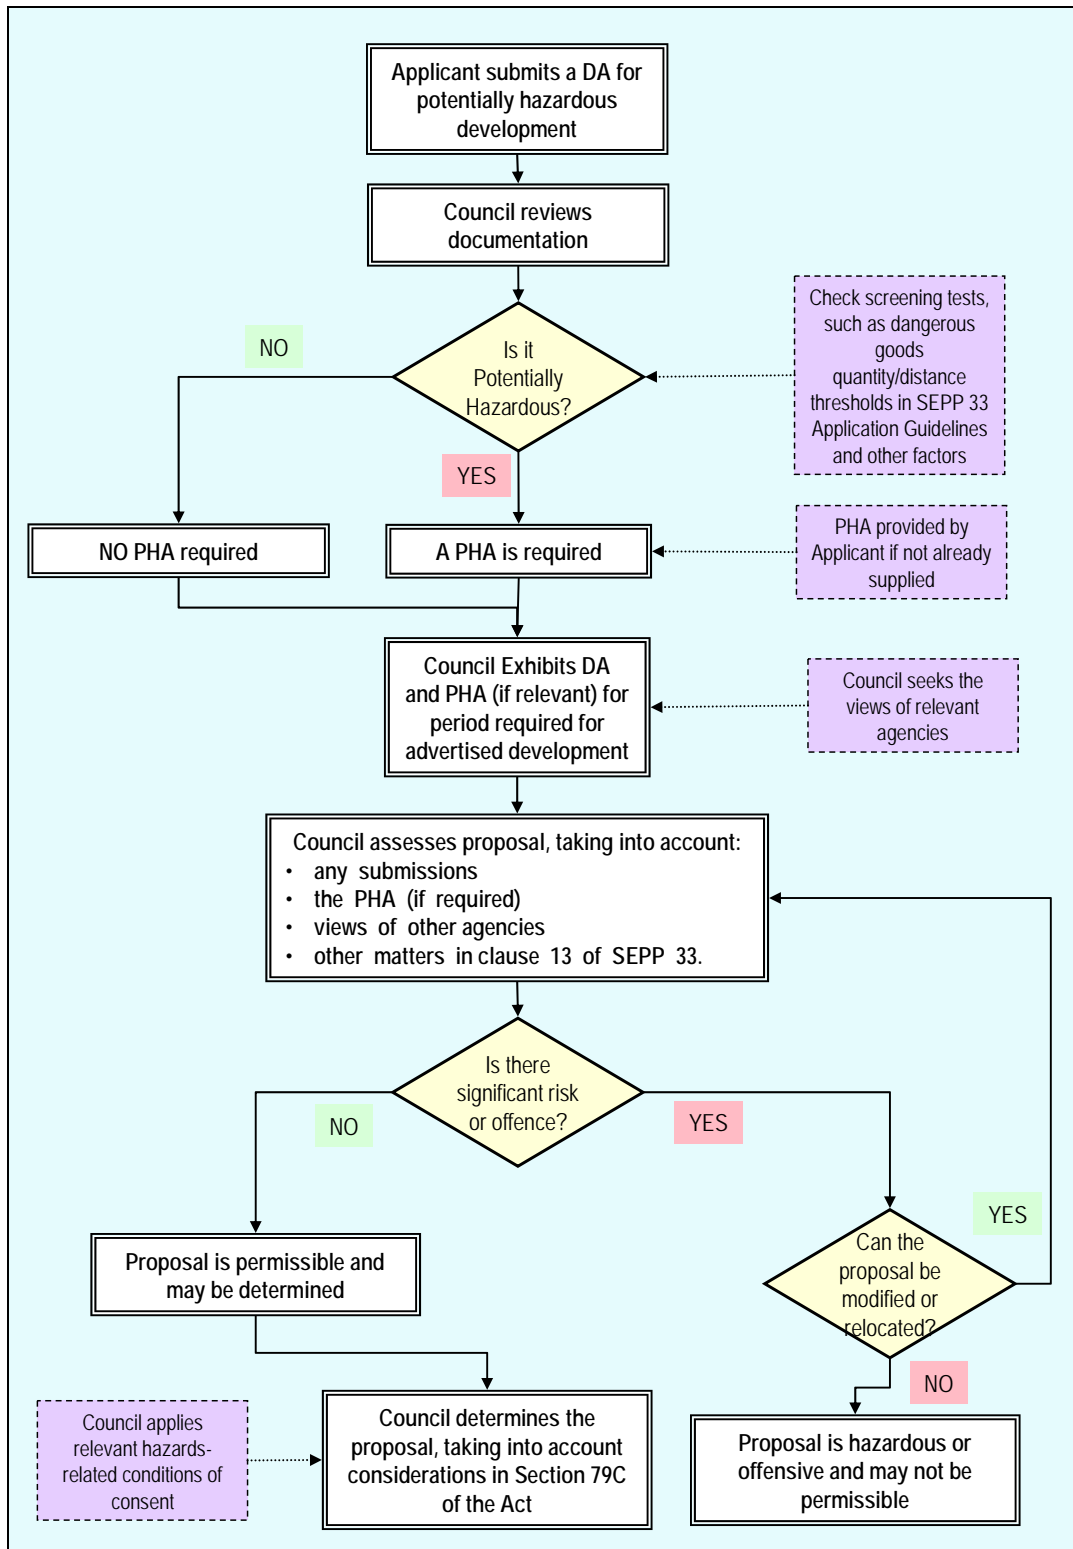 Applicant submits a DA for
potentially hazardous
development
Council reviews
documentation
Check screening tests,
such as dangerous
goods
quantity/distance
thresholds in SEPP 33
Application Guidelines
and other factors
NO
Is it
Potentially
Hazardous?
YES
NO PHA required
A PHA is required
PHA provided by
Applicant if not already
supplied
Council Exhibits DA
and PHA (if relevant) for
period required for
advertised development
Council seeks the
views of relevant
agencies
Council assesses proposal, taking into account:
• any submissions
• the PHA (if required)
• views of other agencies
• other matters in clause 13 of SEPP 33.
Is there
significant risk
or offence?
NO
YES
YES
Proposal is permissible and
may be determined
Can the
proposal be
modified or
relocated?
NO
Council applies
relevant hazards-
related conditions of
consent
Council determines the
proposal, taking into account
considerations in Section 79C
of the Act
Proposal is hazardous or
offensive and may not be
permissible